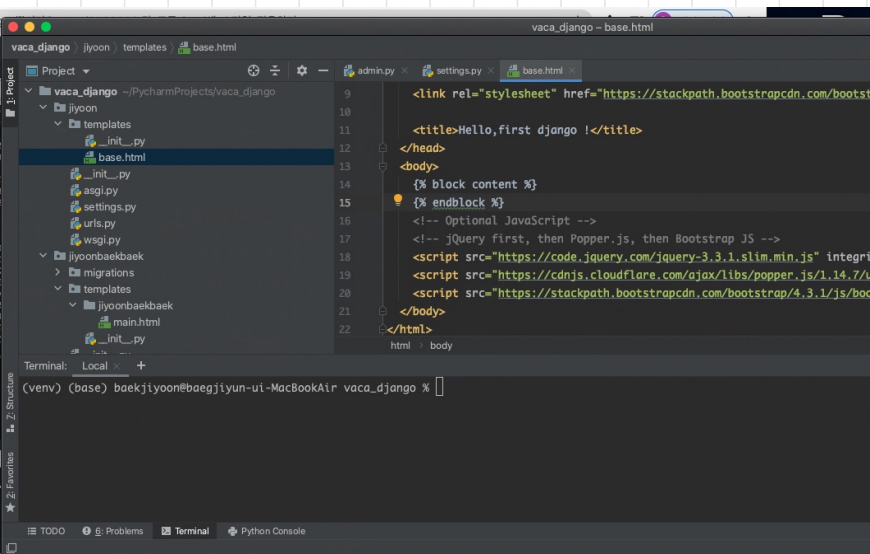 vaca_django – base.html
vaca_django jiyoon templates base.html
1: Project
Project
admin.py settings.py base.html
vaca_django ~/PycharmProjects/vaca_django
jiyoon
templates
__init__.py
base.html
__init__.py
asgi.py
settings.py
urls.py
wsgi.py
jiyoonbaekbaek
migrations
templates
jiyoonbaekbaek
main.html
__init__.py
9 <link rel="stylesheet" href="https://stackpath.bootstrapcdn.com/bootst
10
11 <title>Hello,first django !</title>
12 </head>
13 <body>
14 {% block content %}
15 {% endblock %}
16 <!-- Optional JavaScript -->
17 <!-- jQuery first, then Popper.js, then Bootstrap JS -->
18 <script src="https://code.jquery.com/jquery-3.3.1.slim.min.js" integri
19 <script src="https://cdnjs.cloudflare.com/ajax/libs/popper.js/1.14.7/u
20 <script src="https://stackpath.bootstrapcdn.com/bootstrap/4.3.1/js/boo
21 </body>
22 </html>
html body
Terminal: Local +
(venv) (base) baekjiyoon@baegjiyun-ui-MacBookAir vaca_django %
Z: Structure
2: Favorites
TODO 6: Problems Terminal Python Console